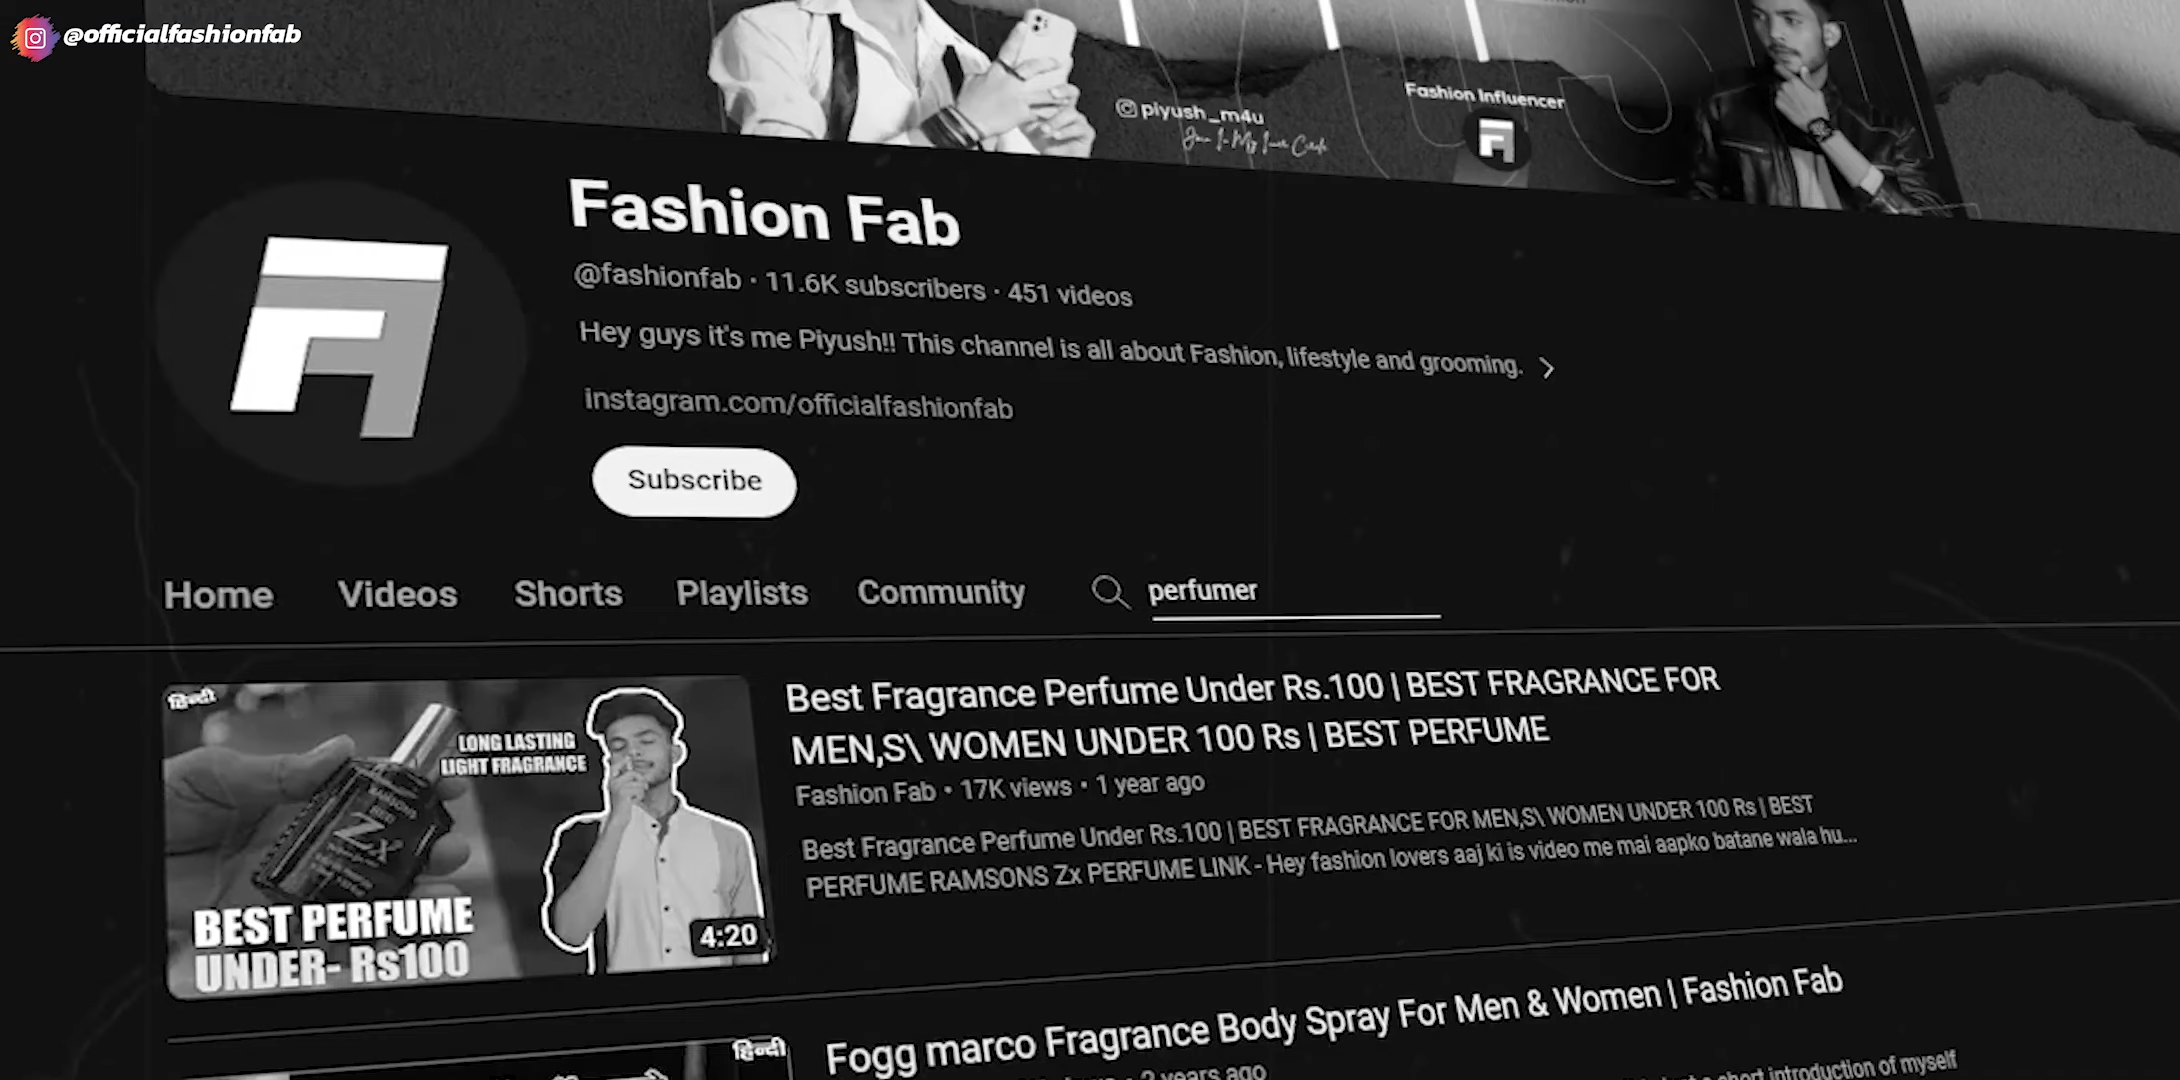 @officialfashionfab
piyush_m4u
Join In My Inner Circle
Fashion Influencer
Fashion Fab
@fashionfab · 11.6K subscribers · 451 videos
Hey guys it's me Piyush!! This channel is all about Fashion, lifestyle and grooming.
instagram.com/officialfashionfab
Subscribe
Home Videos Shorts Playlists Community perfumer
हिन्दी
LONG LASTING
LIGHT FRAGRANCE
Zx
BEST PERFUME
UNDER- Rs100
4:20
Best Fragrance Perfume Under Rs.100 | BEST FRAGRANCE FOR
MEN,S\ WOMEN UNDER 100 Rs | BEST PERFUME
Fashion Fab • 17K views • 1 year ago
Best Fragrance Perfume Under Rs.100 | BEST FRAGRANCE FOR MEN,S\ WOMEN UNDER 100 Rs | BEST
PERFUME RAMSONS Zx PERFUME LINK - Hey fashion lovers aaj ki is video me mai aapko batane wala hu...
हिन्दी
Fogg marco Fragrance Body Spray For Men & Women | Fashion Fab
2 years ago
short introduction of myself